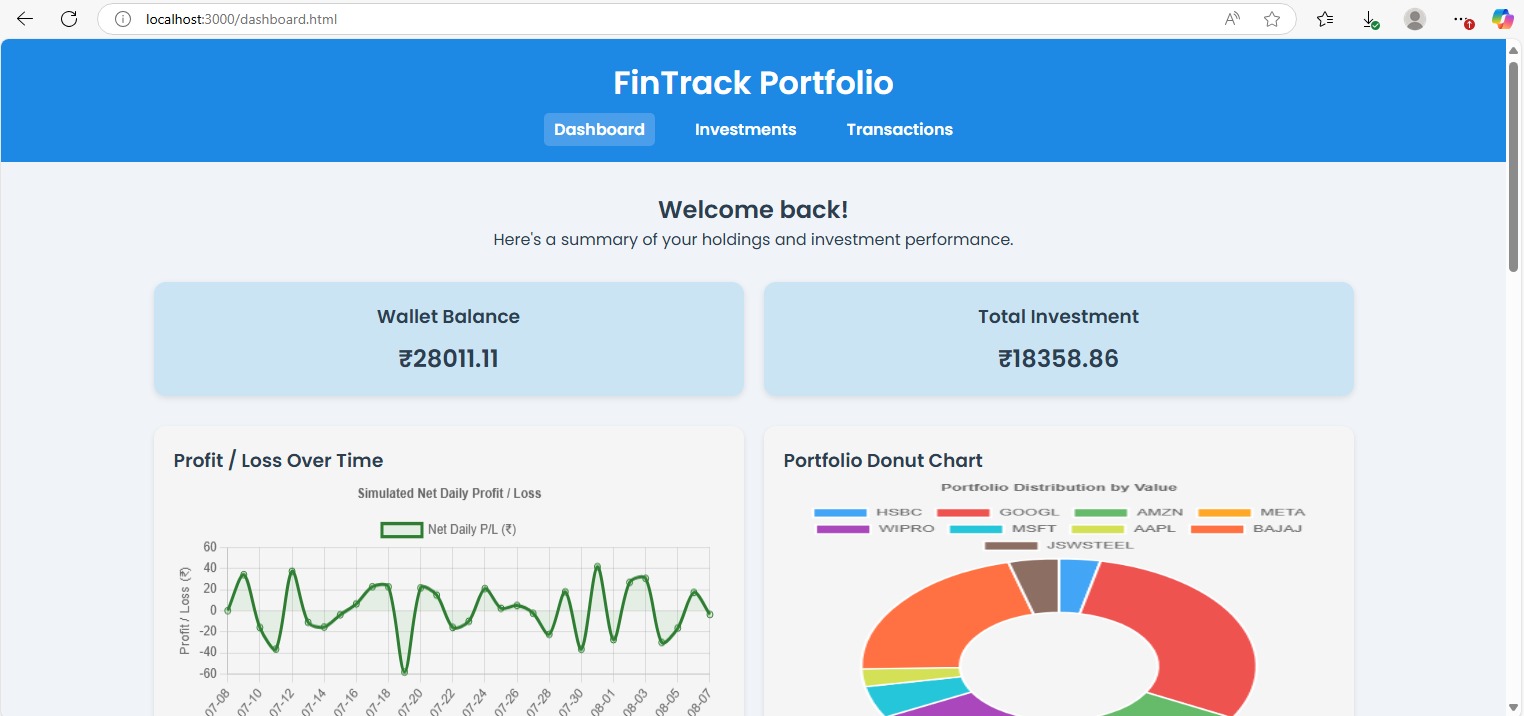 localhost:3000/dashboard.html
FinTrack Portfolio
Dashboard Investments Transactions
Welcome back!
Here's a summary of your holdings and investment performance.
Wallet Balance
₹28011.11
Total Investment
₹18358.86
Profit / Loss Over Time
Simulated Net Daily Profit / Loss
Net Daily P/L (₹)
Profit / Loss (₹)
60
40
20
0
-20
-40
-60
07-08 07-10 07-12 07-14 07-16 07-18 07-20 07-22 07-24 07-26 07-28 07-30 08-01 08-03 08-05 08-07
Portfolio Donut Chart
Portfolio Distribution by Value
HSBC GOOGL AMZN META
WIPRO MSFT AAPL BAJAJ
JSWSTEEL